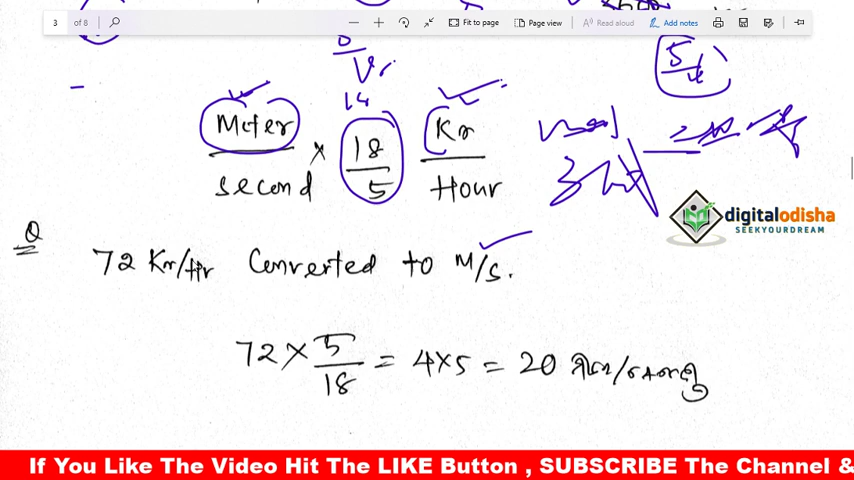 3 of 8 Fit to page Page view Read aloud Add notes
5
Meter × 18 Km
second 5 Hour
digitalodisha
SEEKYOURDREAM
Q
72 Km/Hr Converted to M/S.
72 × 5/18 = 4×5 = 20 ମିଟର/ସେକେଣ୍ଡ
If You Like The Video Hit The LIKE Button , SUBSCRIBE The Channel &